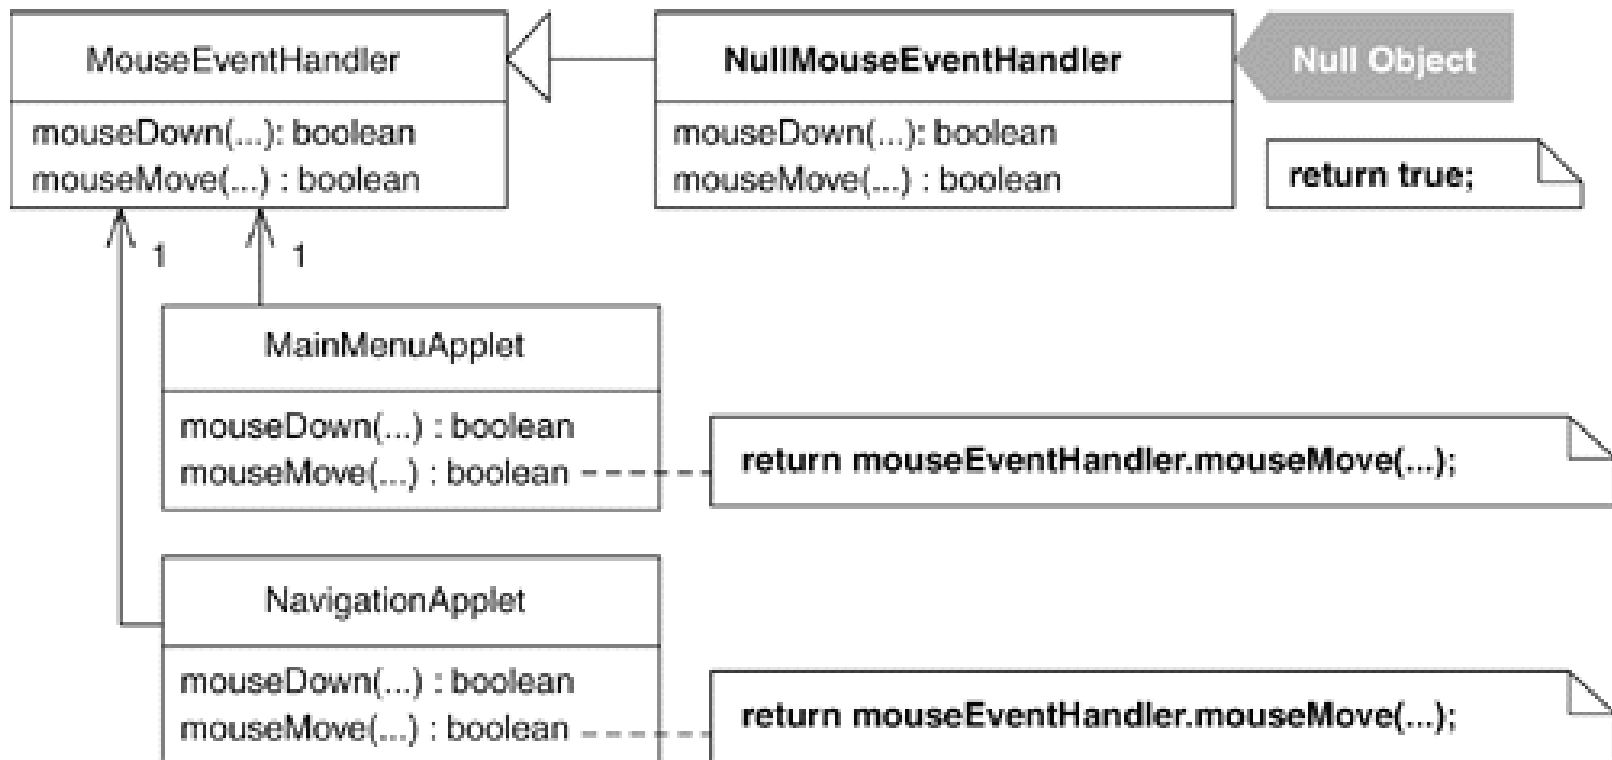 MouseEventHandler
mouseDown(...): boolean
mouseMove(...) : boolean
NullMouseEventHandler
mouseDown(...): boolean
mouseMove(...) : boolean
Null Object
return true;
1
1
MainMenuApplet
mouseDown(...) : boolean
mouseMove(...) : boolean
return mouseEventHandler.mouseMove(...);
NavigationApplet
mouseDown(...) : boolean
mouseMove(...) : boolean
return mouseEventHandler.mouseMove(...);